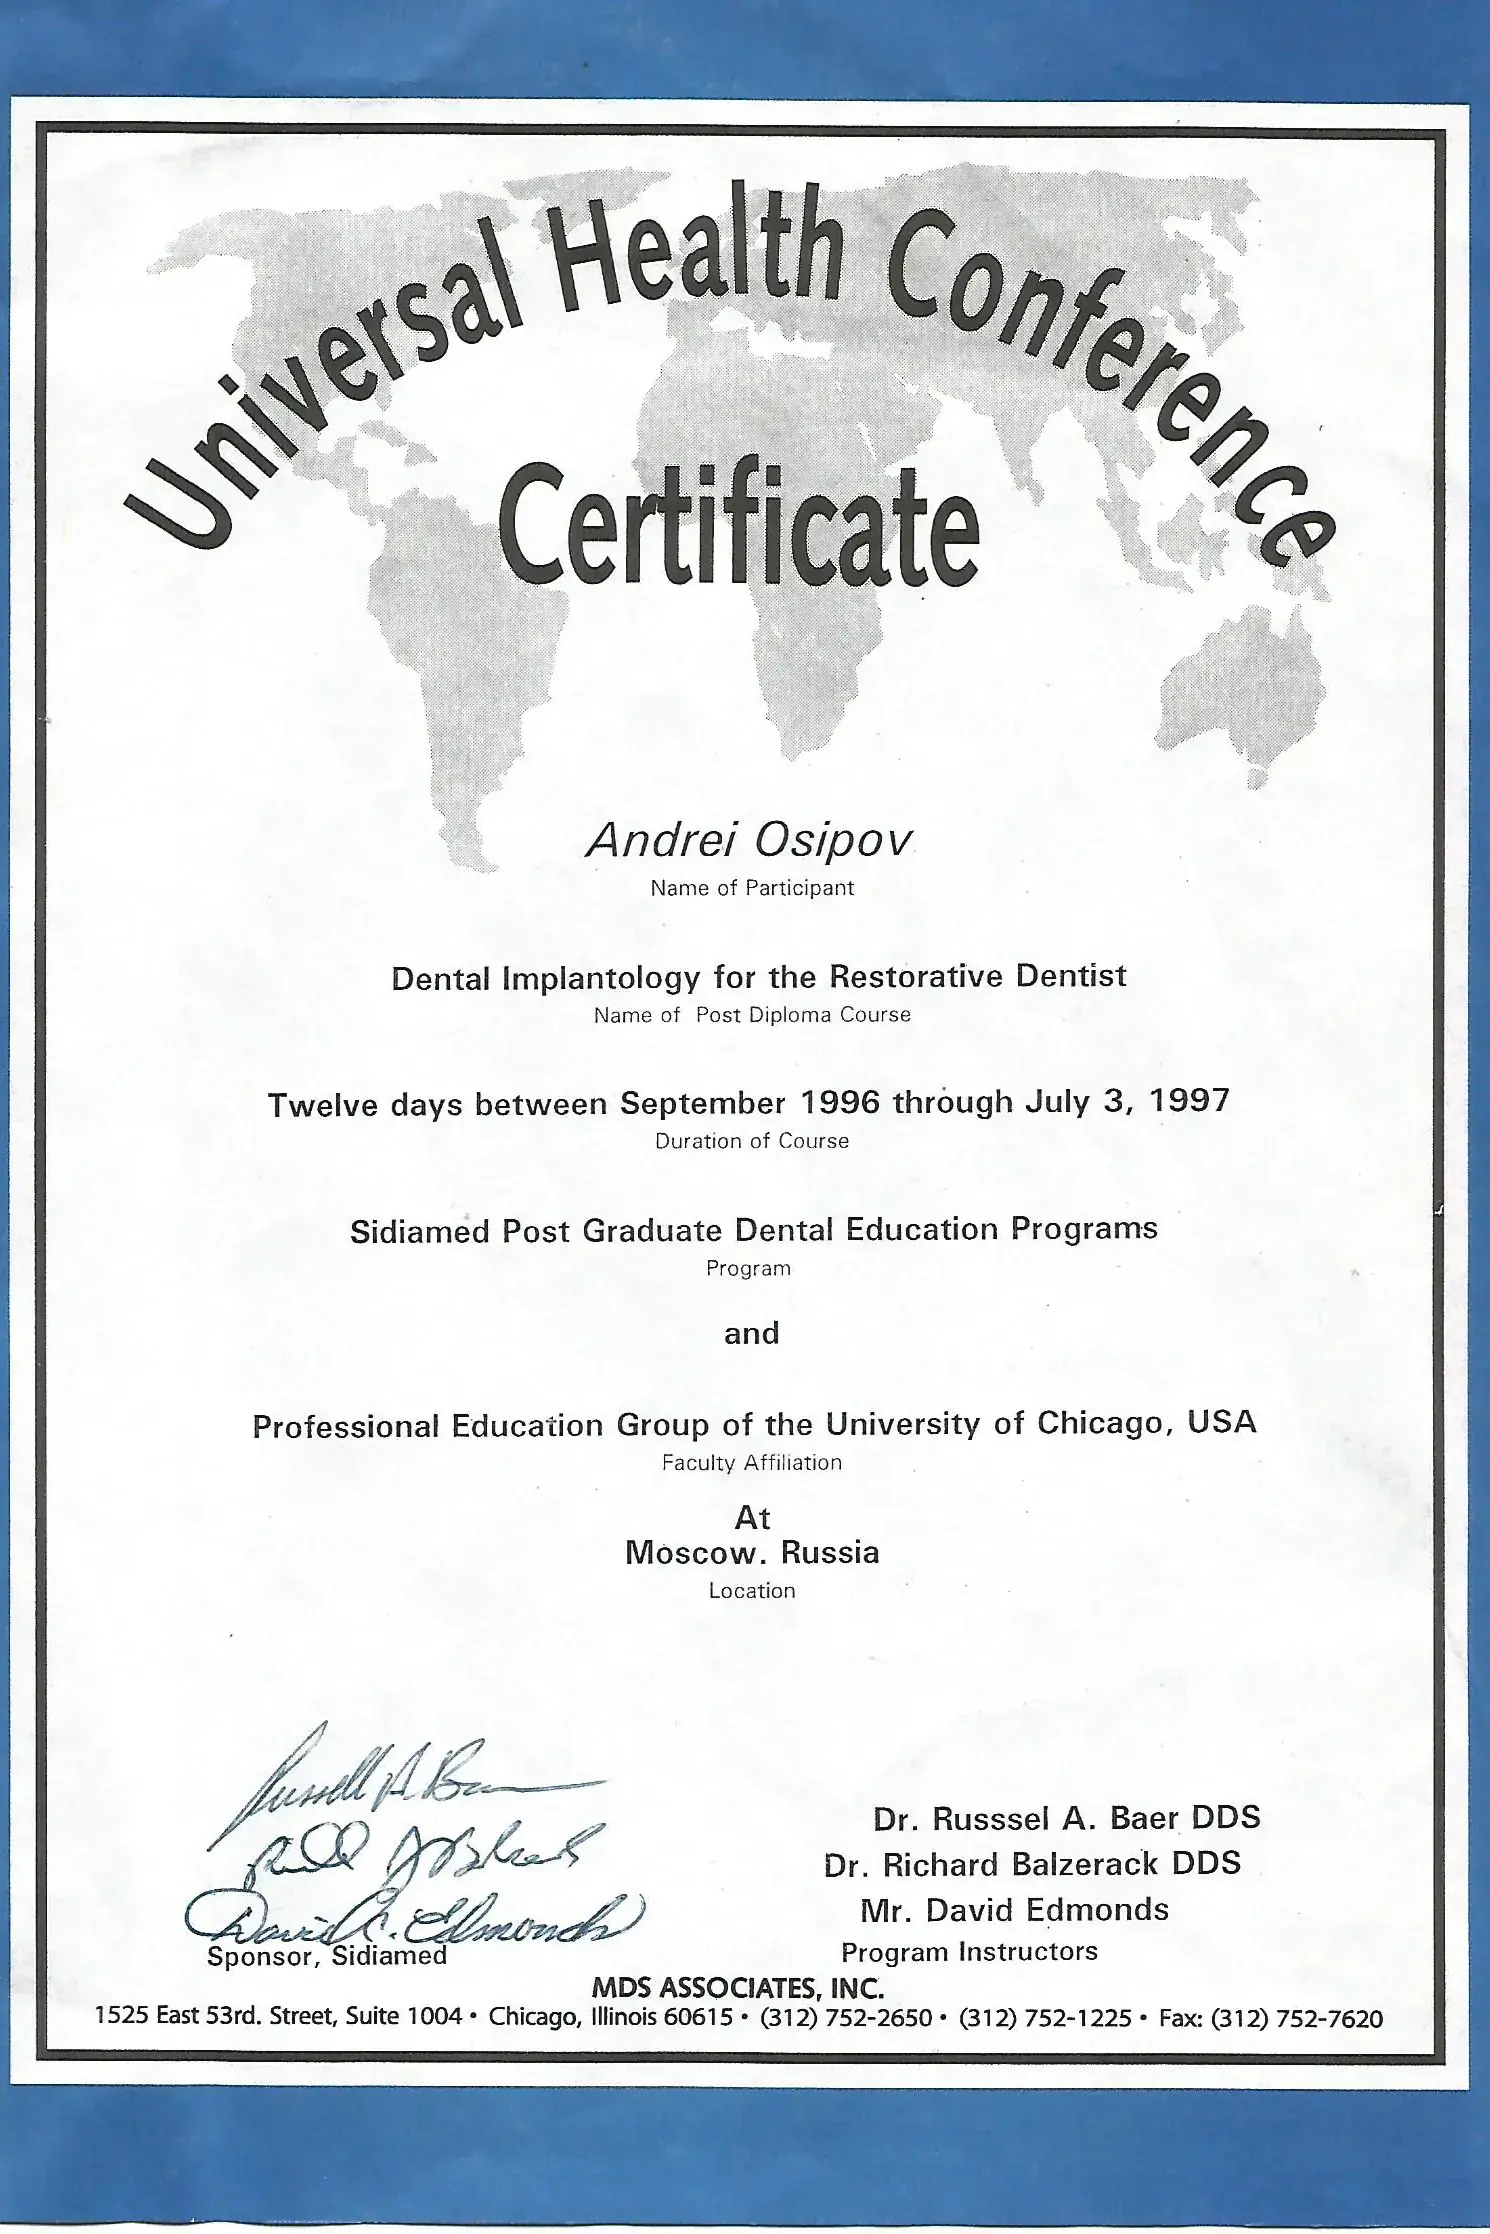 Universal Health Conference
Certificate
Andrei Osipov
Name of Participant
Dental Implantology for the Restorative Dentist
Name of Post Diploma Course
Twelve days between September 1996 through July 3, 1997
Duration of Course
Sidiamed Post Graduate Dental Education Programs
Program
and
Professional Education Group of the University of Chicago, USA
Faculty Affiliation
At
Moscow. Russia
Location
Russell A. Baer
Dr. Russsel A. Baer DDS
Dr. Richard Balzerack DDS
David C. Edmonds
Mr. David Edmonds
Sponsor, Sidiamed
Program Instructors
MDS ASSOCIATES, INC.
1525 East 53rd. Street, Suite 1004 • Chicago, Illinois 60615 • (312) 752-2650 • (312) 752-1225 • Fax: (312) 752-7620